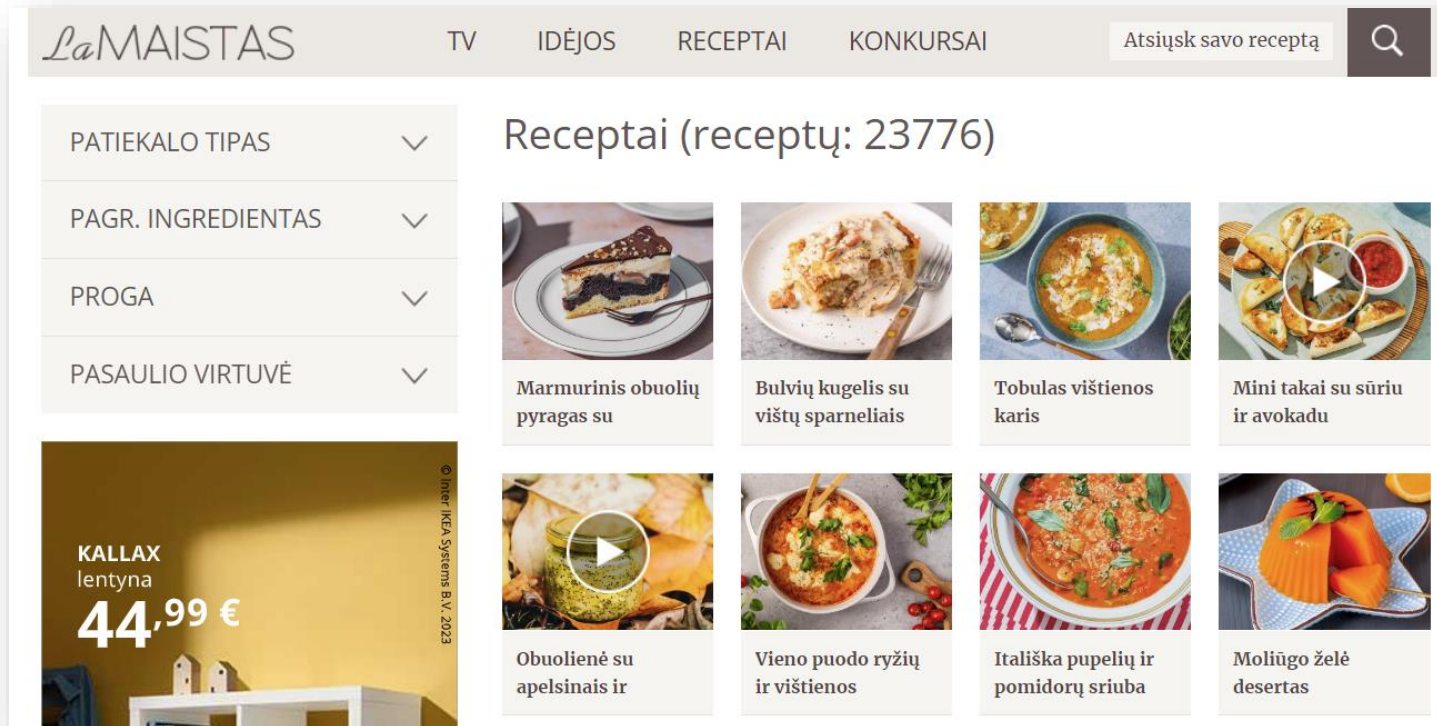 LaMAISTAS
TV IDĖJOS RECEPTAI KONKURSAI Atsiųsk savo receptą
PATIEKALO TIPAS
PAGR. INGREDIENTAS
PROGA
PASAULIO VIRTUVĖ
© Inter IKEA Systems B.V. 2023
KALLAX
lentyna
44,99 €
Receptai (receptų: 23776)
Marmurinis obuolių
pyragas su
Bulvių kugelis su
vištų sparneliais
Tobulas vištienos
karis
Mini takai su sūriu
ir avokadu
Obuolienė su
apelsinais ir
Vieno puodo ryžių
ir vištienos
Itališka pupelių ir
pomidorų sriuba
Moliūgo želė
desertas